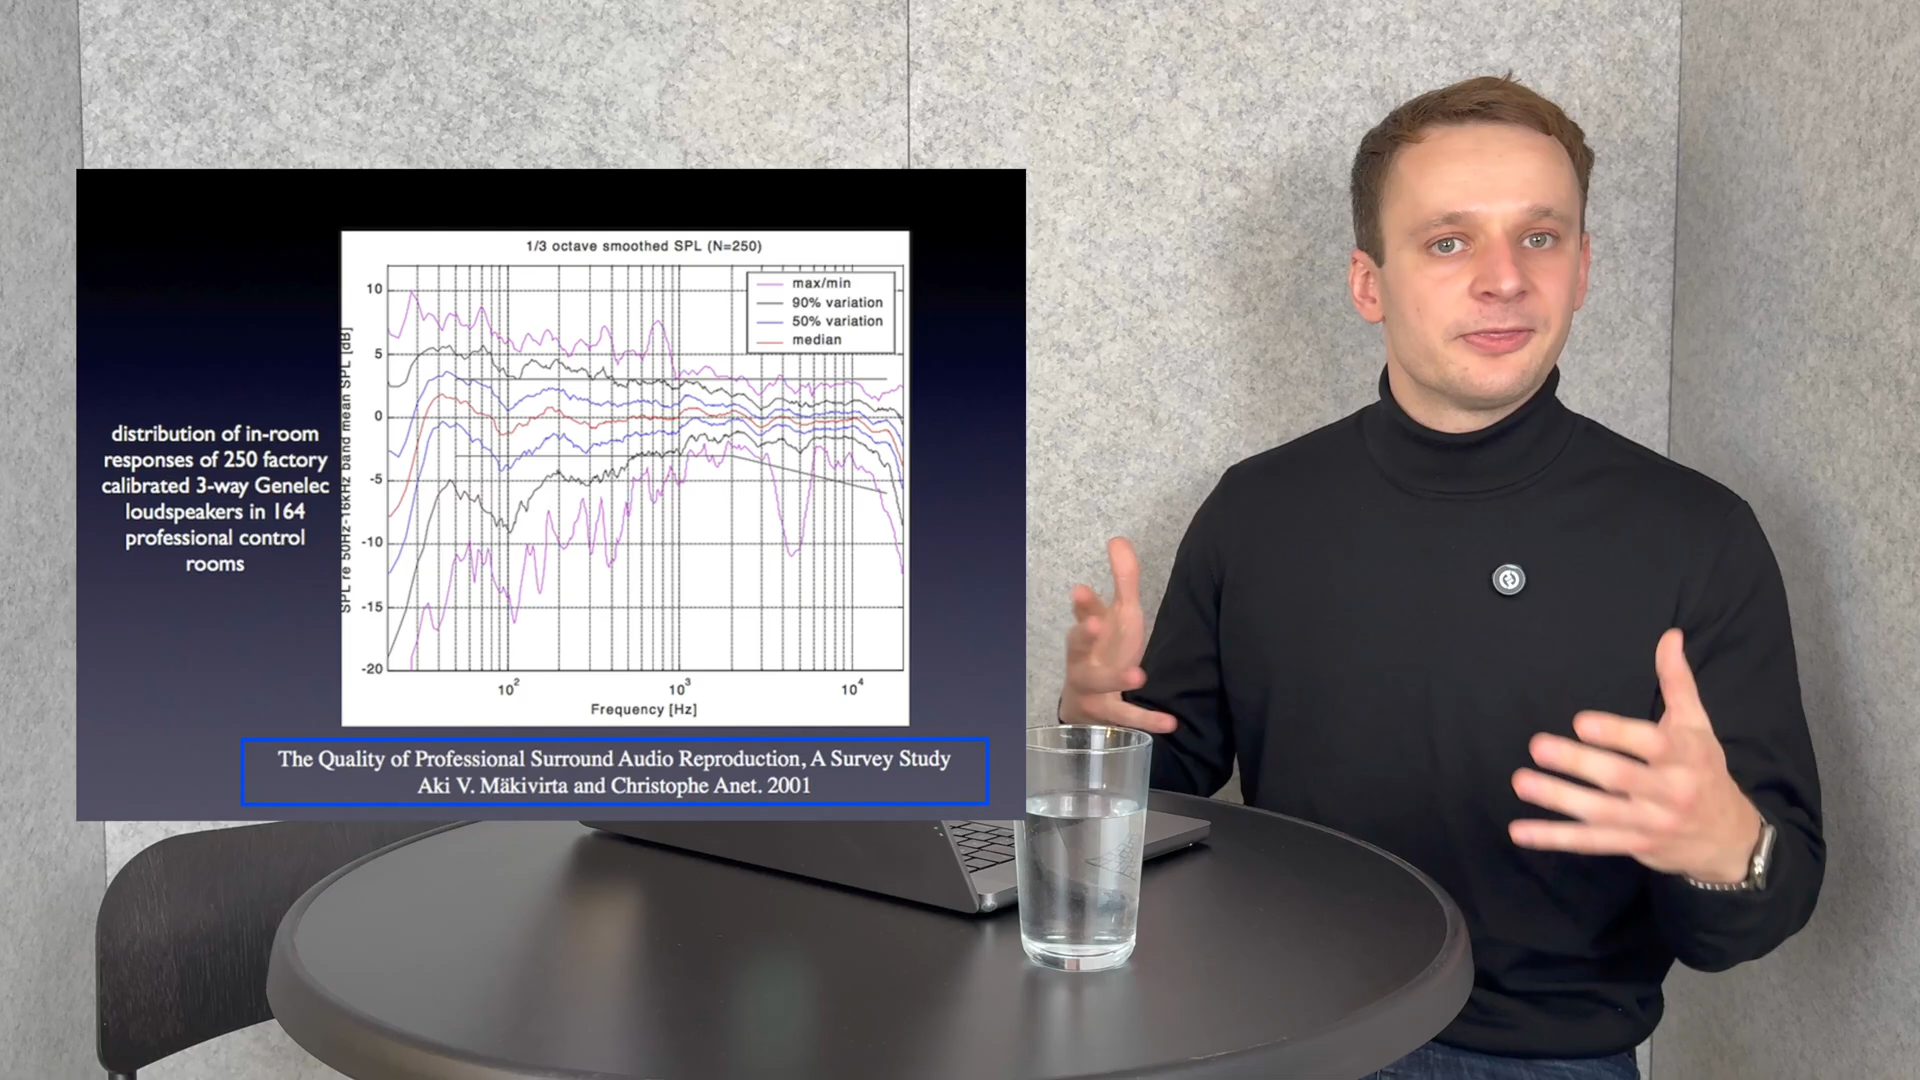 1/3 octave smoothed SPL (N=250)
max/min
90% variation
50% variation
median
10
5
0
-5
-10
-15
-20
SPL re 50Hz-16kHz band mean SPL [dB]
10²
10³
10⁴
Frequency [Hz]
distribution of in-room
responses of 250 factory
calibrated 3-way Genelec
loudspeakers in 164
professional control
rooms
The Quality of Professional Surround Audio Reproduction, A Survey Study
Aki V. Mäkivirta and Christophe Anet. 2001